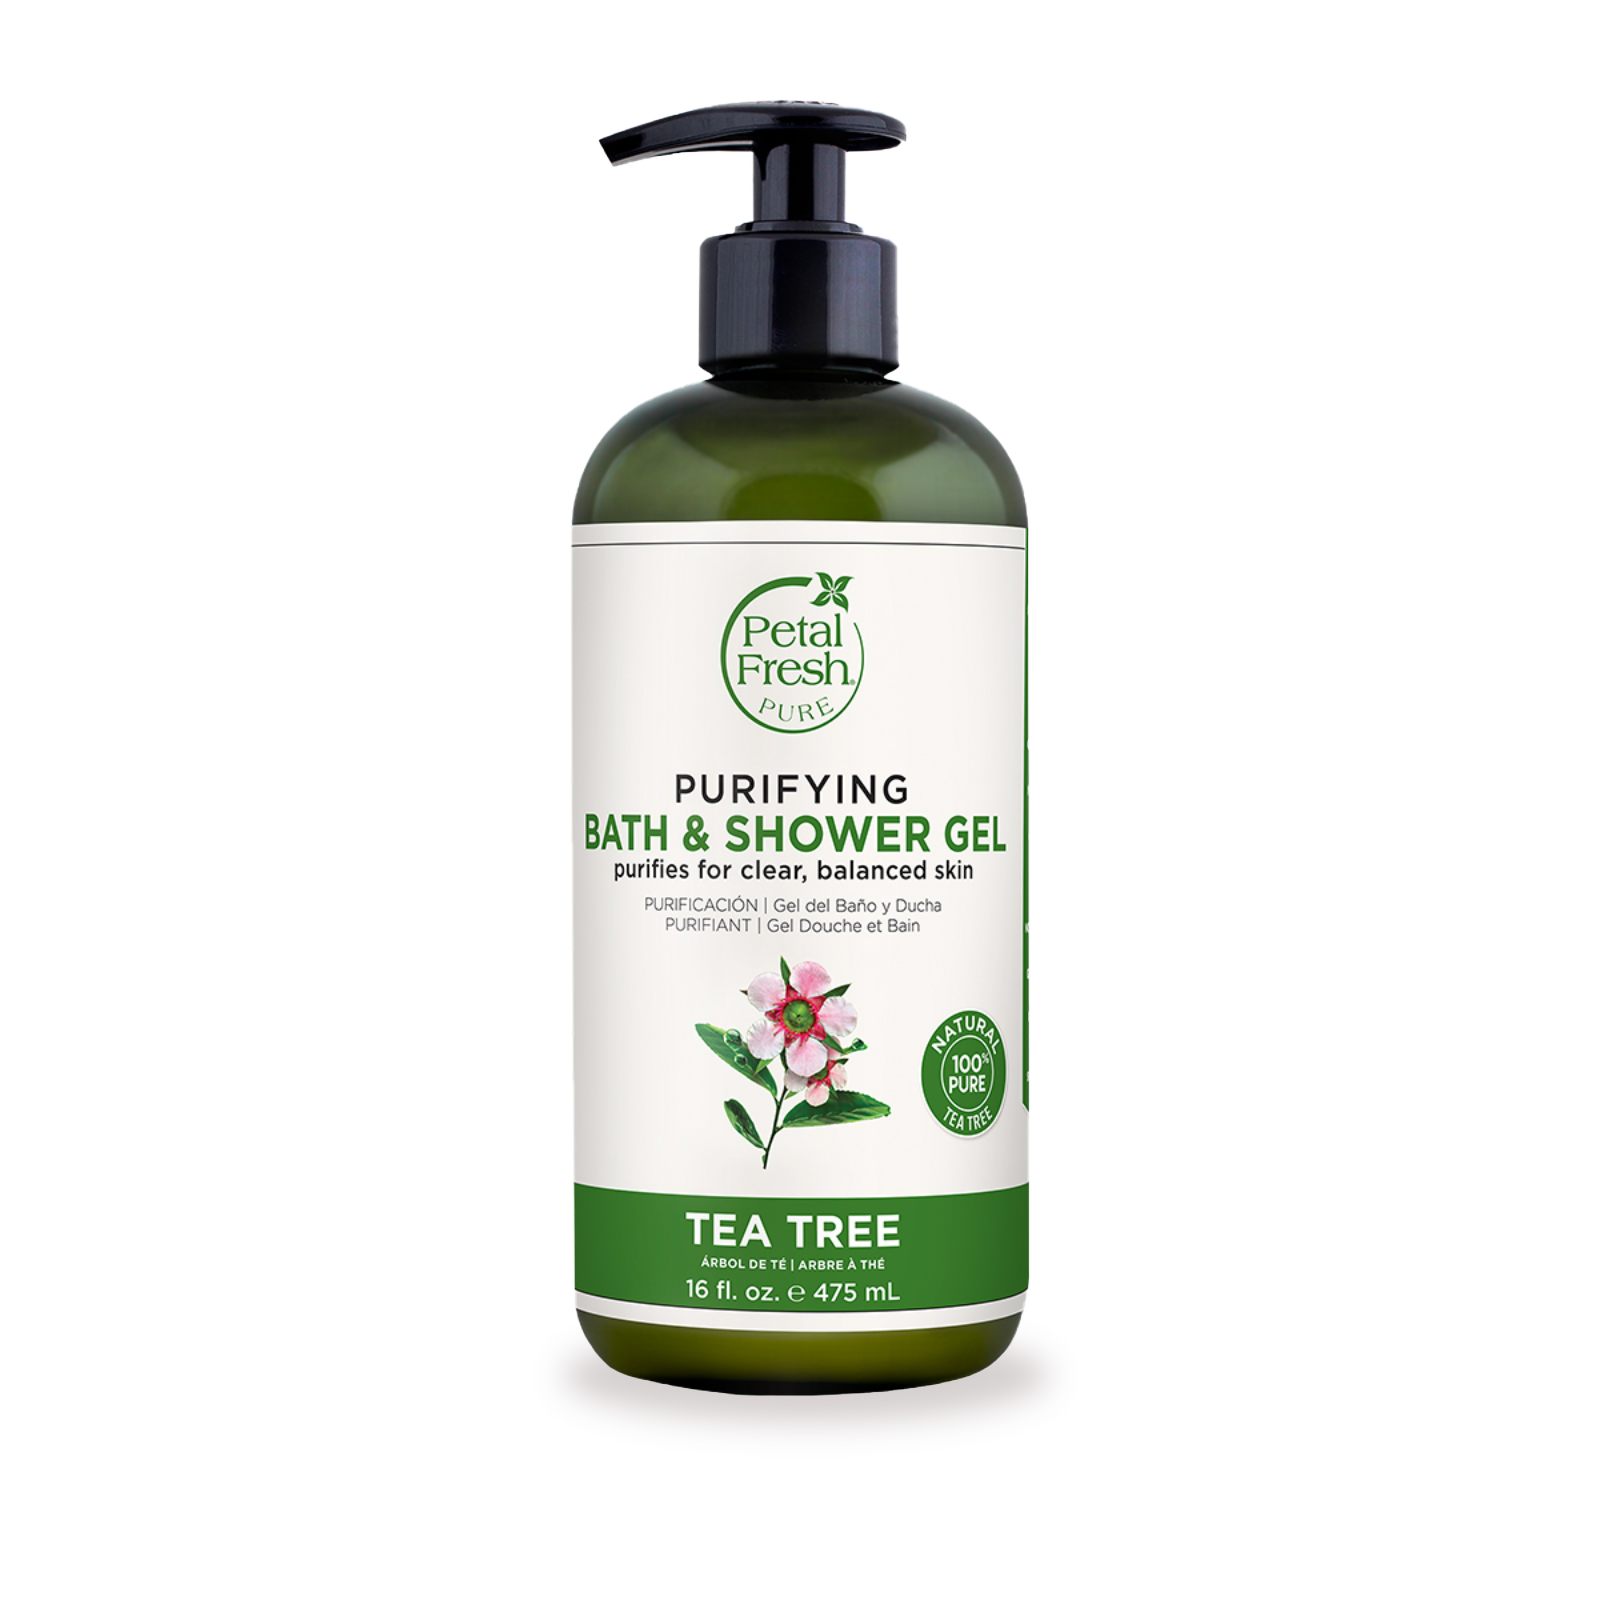 Petal
Fresh®
PURE
PURIFYING
BATH & SHOWER GEL
purifies for clear, balanced skin
PURIFICACIÓN | Gel del Baño y Ducha
PURIFIANT | Gel Douche et Bain
NATURAL
100%
PURE
TEA TREE
TEA TREE
ÁRBOL DE TÉ | ARBRE À THÉ
16 fl. oz. ℮ 475 mL